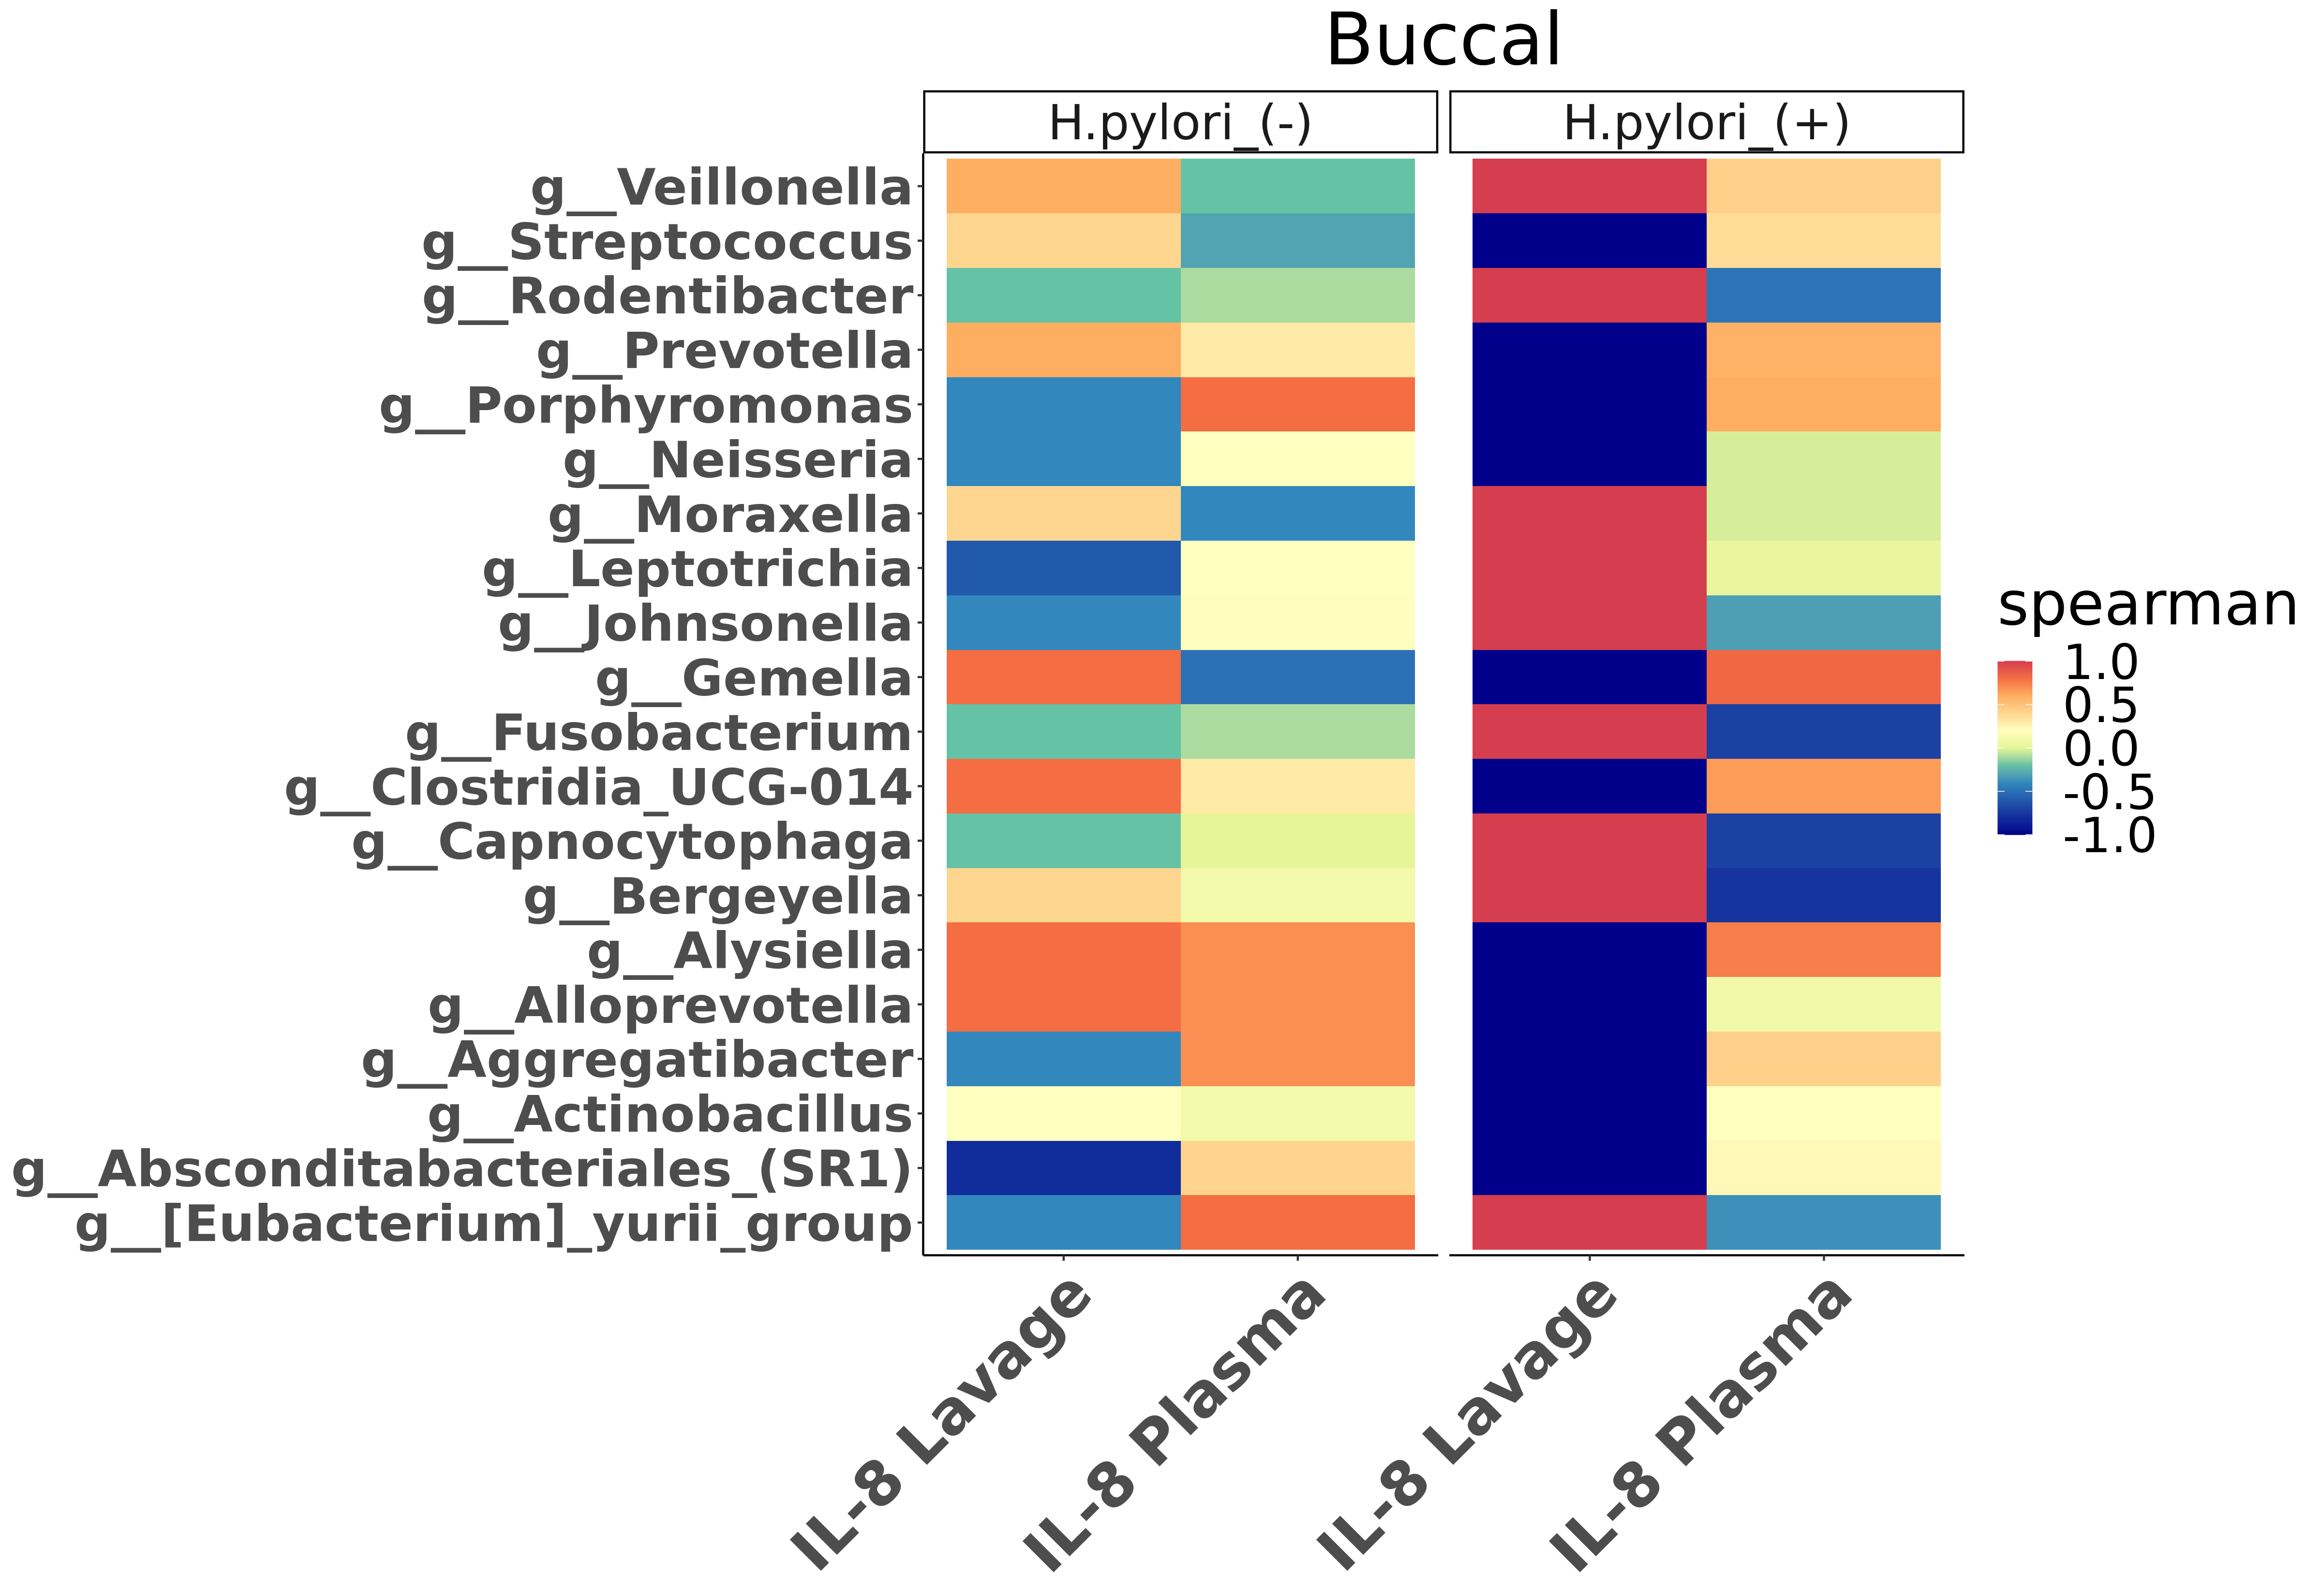 Buccal
H.pylori_(-)
H.pylori_(+)
g__Veillonella
g__Streptococcus
g__Rodentibacter
g__Prevotella
g__Porphyromonas
g__Neisseria
g__Moraxella
g__Leptotrichia
g__Johnsonella
g__Gemella
g__Fusobacterium
g__Clostridia_UCG-014
g__Capnocytophaga
g__Bergeyella
g__Alysiella
g__Alloprevotella
g__Aggregatibacter
g__Actinobacillus
g__Absconditabacteriales_(SR1)
g__[Eubacterium]_yurii_group
IL-8 Lavage
IL-8 Plasma
IL-8 Lavage
IL-8 Plasma
spearman
1.0
0.5
0.0
-0.5
-1.0